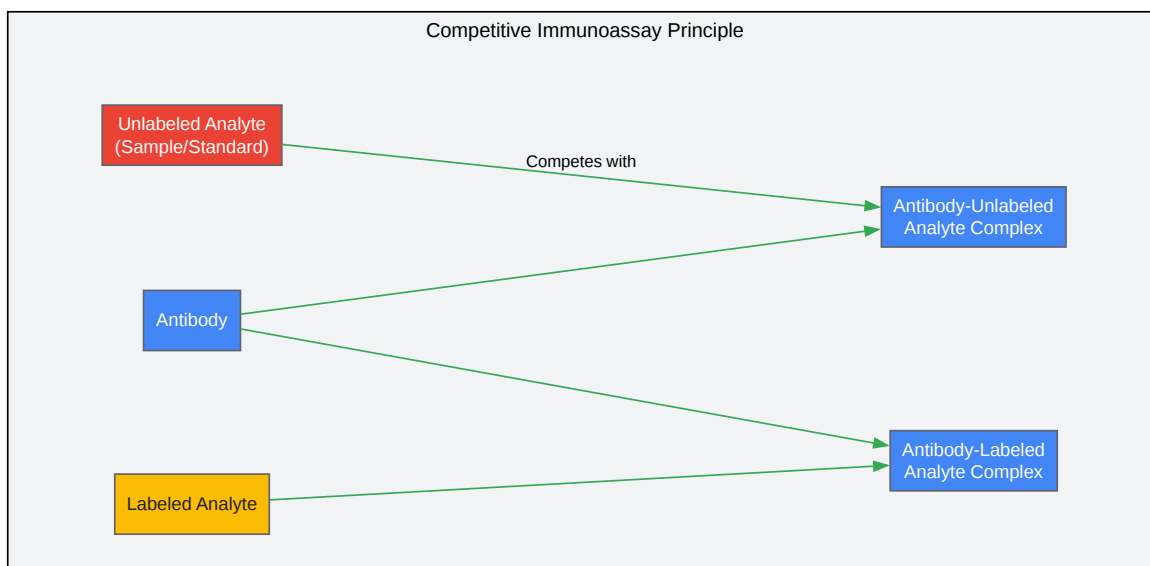 Competitive Immunoassay Principle
Unlabeled Analyte
(Sample/Standard)
Competes with
Antibody-Unlabeled
Analyte Complex
Antibody
Antibody-Labeled
Analyte Complex
Labeled Analyte